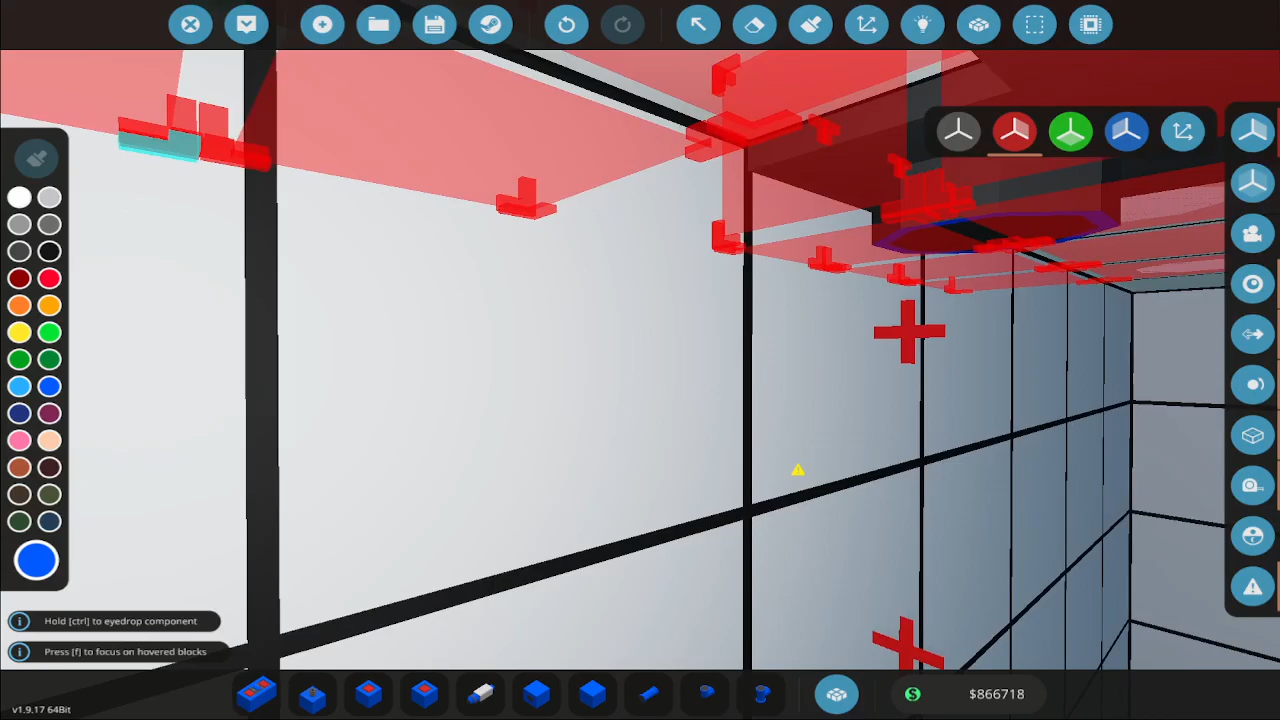 Hold [ctrl] to eyedrop component
Press [f] to focus on hovered blocks
v1.9.17 64Bit
$866718